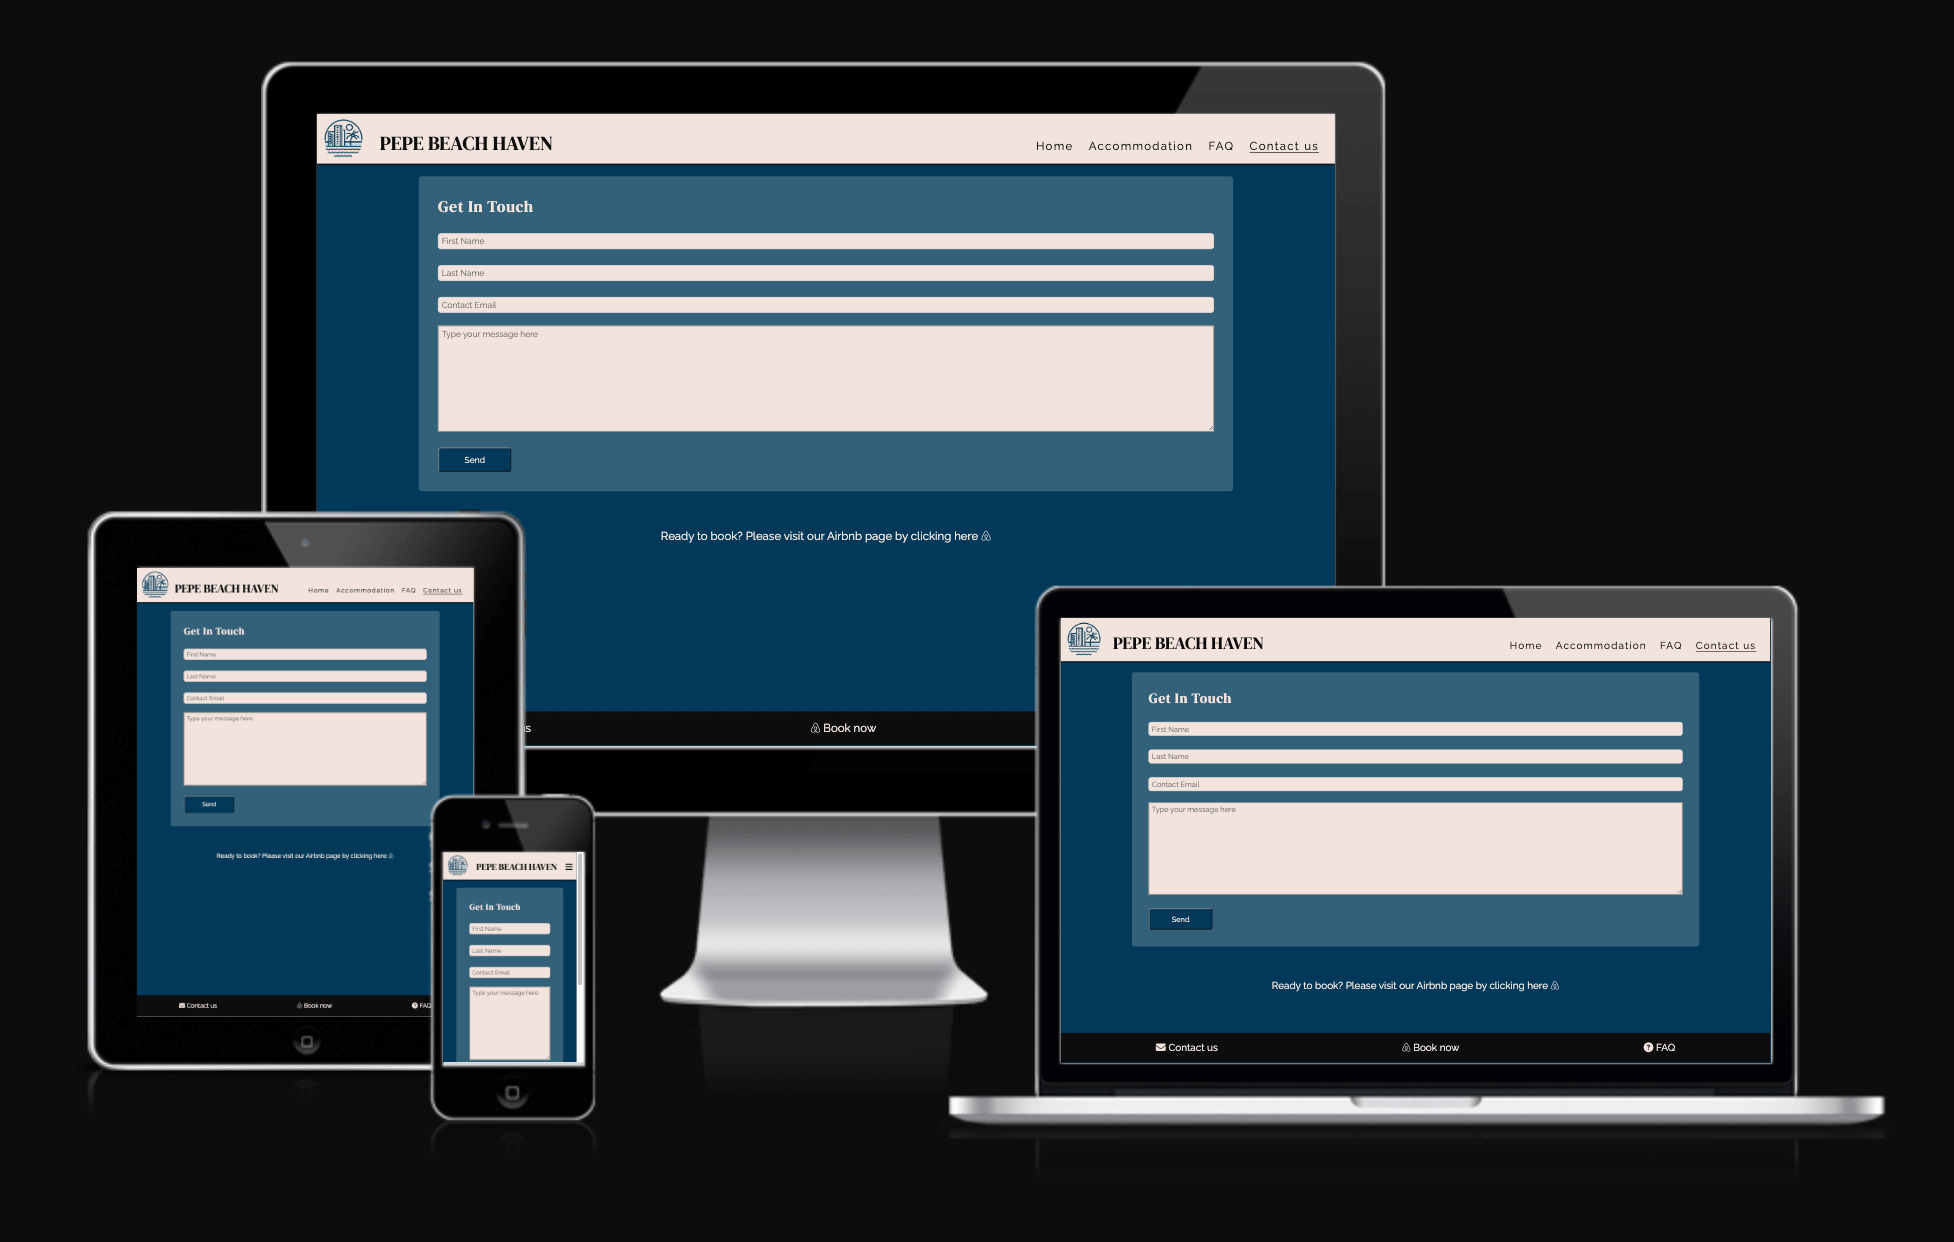 PEPE BEACH HAVEN
Home Accommodation FAQ Contact us
Get In Touch
First Name
Last Name
Contact Email
Type your message here
Send
Ready to book? Please visit our Airbnb page by clicking here
is Book now
PEPE BEACH HAVEN
Home Accommodation FAQ Contact us
Get In Touch
First Name
Last Name
Contact Email
Type your message here
Send
Ready to book? Please visit our Airbnb page by clicking here
Contact us Book now FAQ
PEPE BEACH HAVEN
Get In Touch
First Name
Last Name
Contact Email
Type your message here
PEPE BEACH HAVEN
Home Accommodation FAQ Contact us
Get In Touch
First Name
Last Name
Contact Email
Type your message here
Send
Ready to book? Please visit our Airbnb page by clicking here
Contact us Book now FAQ